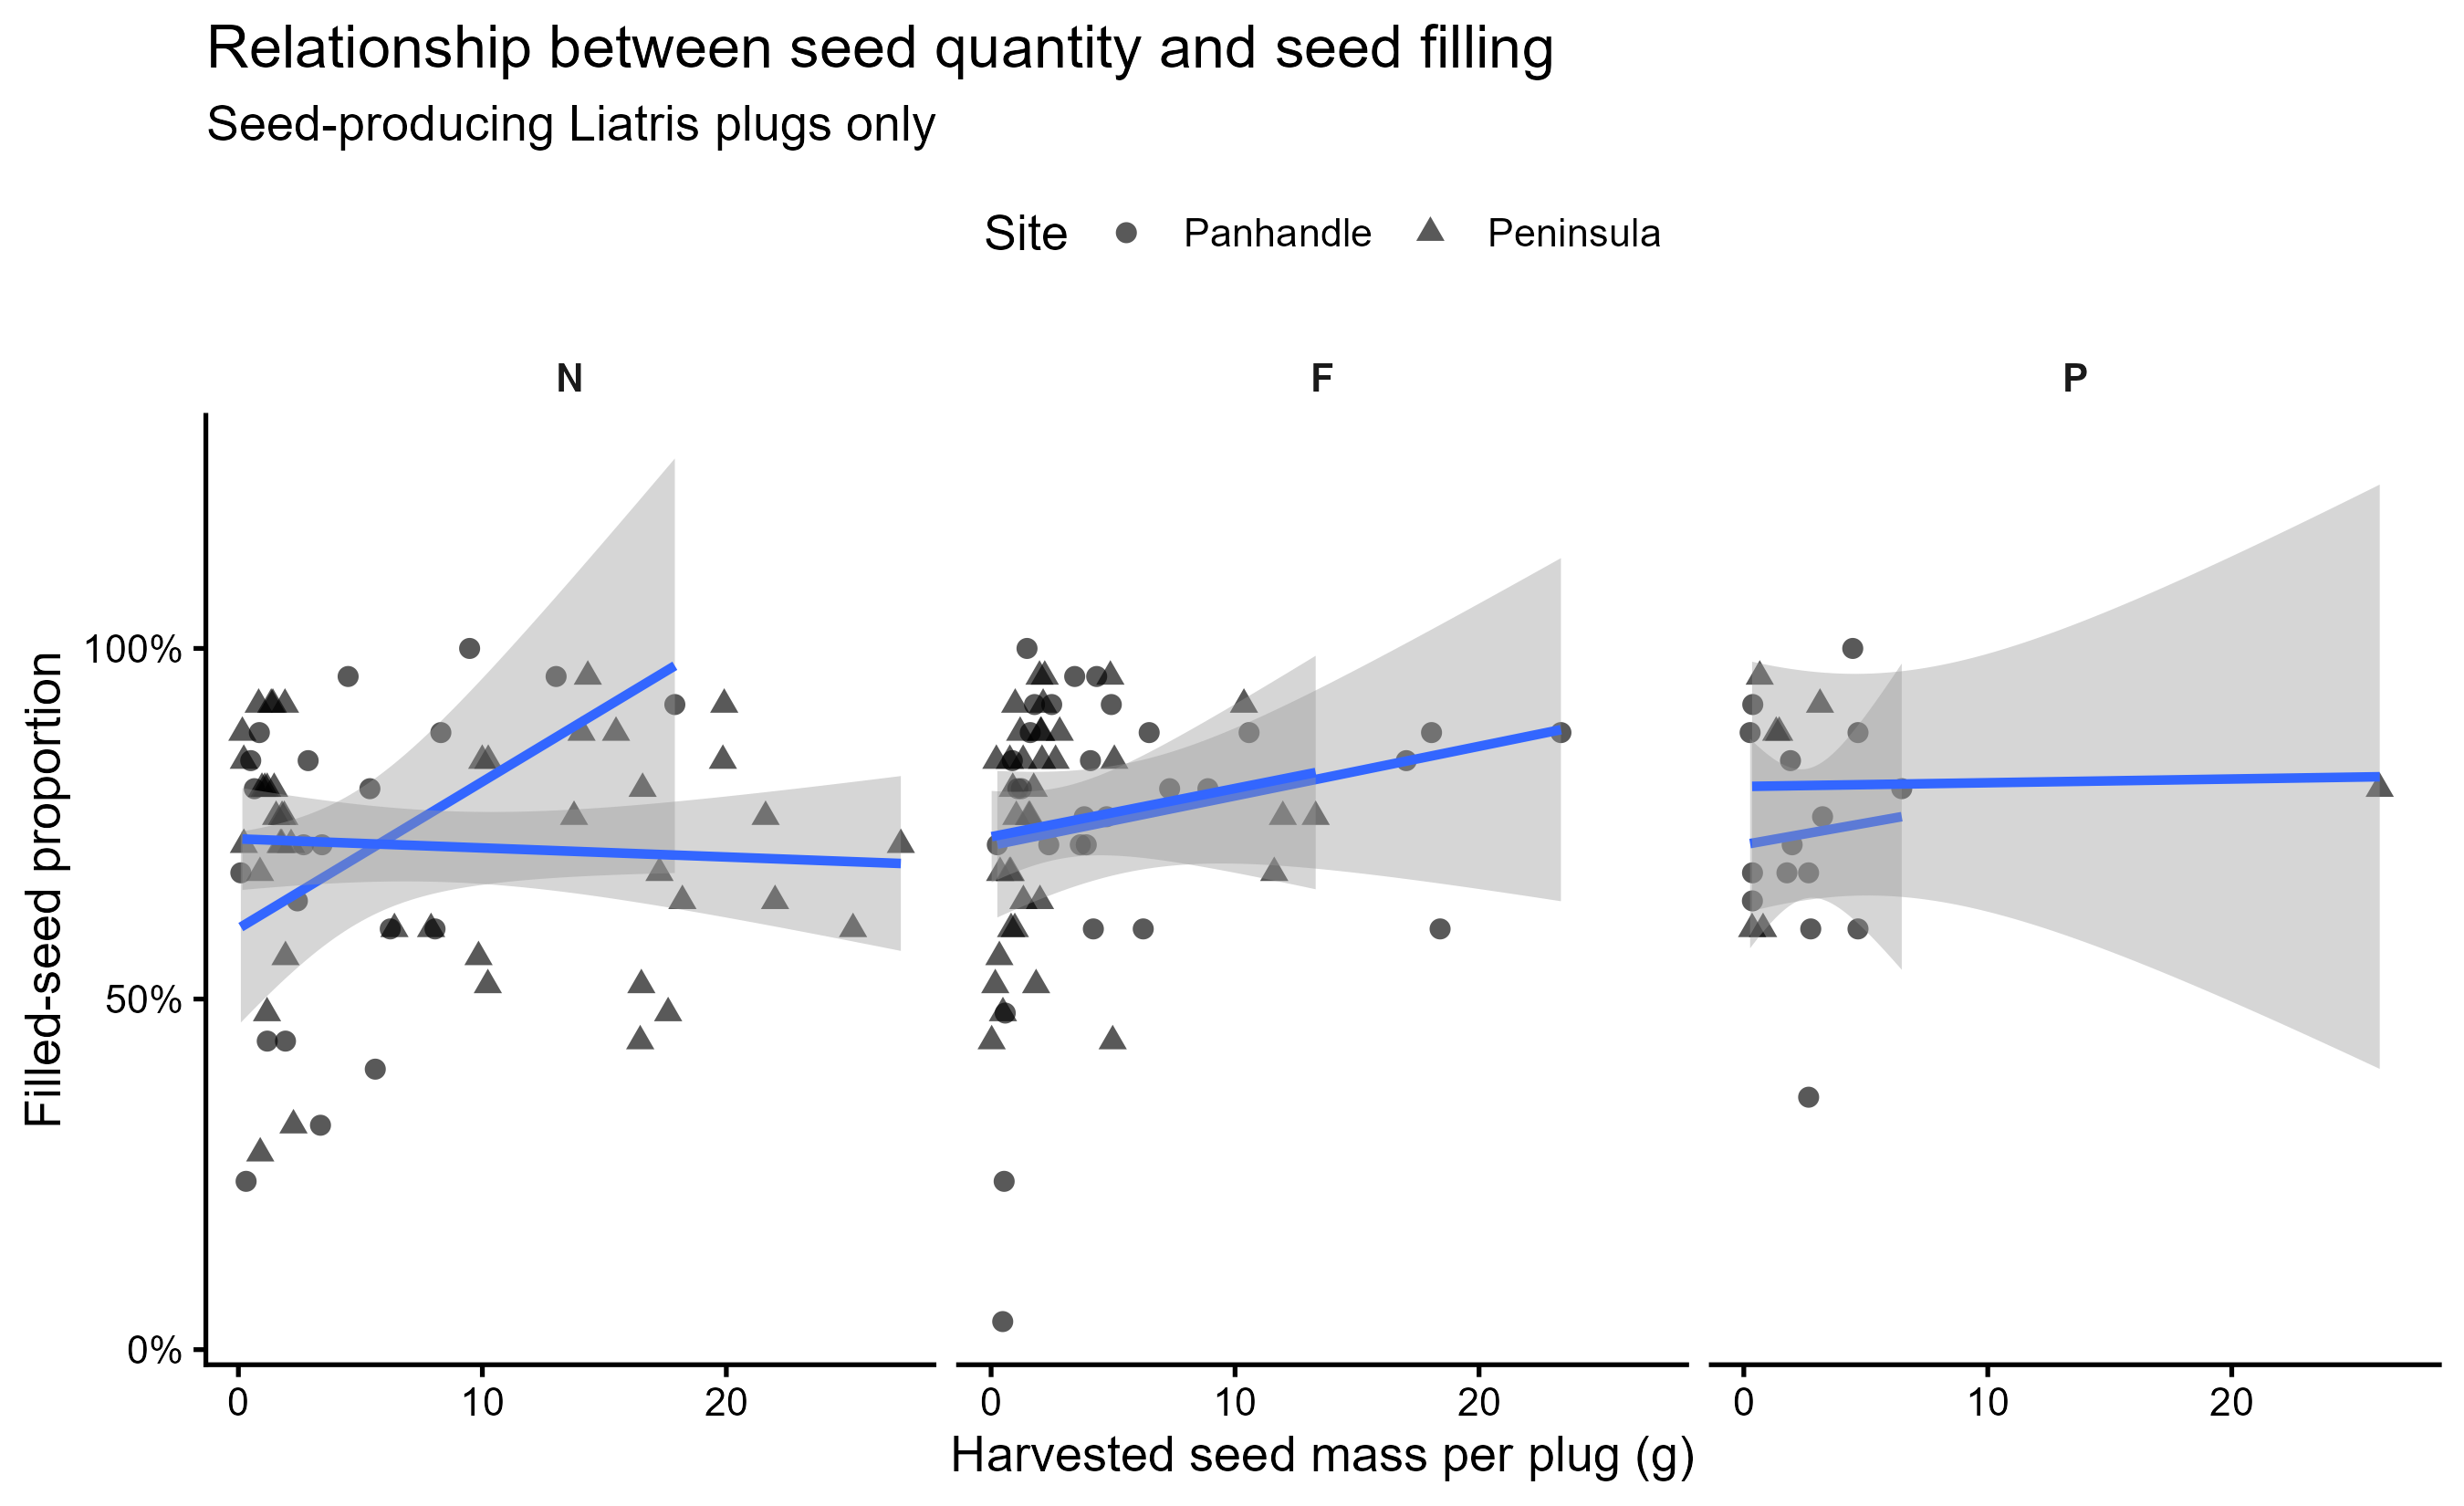 Relationship between seed quantity and seed filling
Seed-producing Liatris plugs only
Site Panhandle Peninsula
N F P
Filled-seed proportion
100%
50%
0%
0 10 20 0 10 20 0 10 20
Harvested seed mass per plug (g)